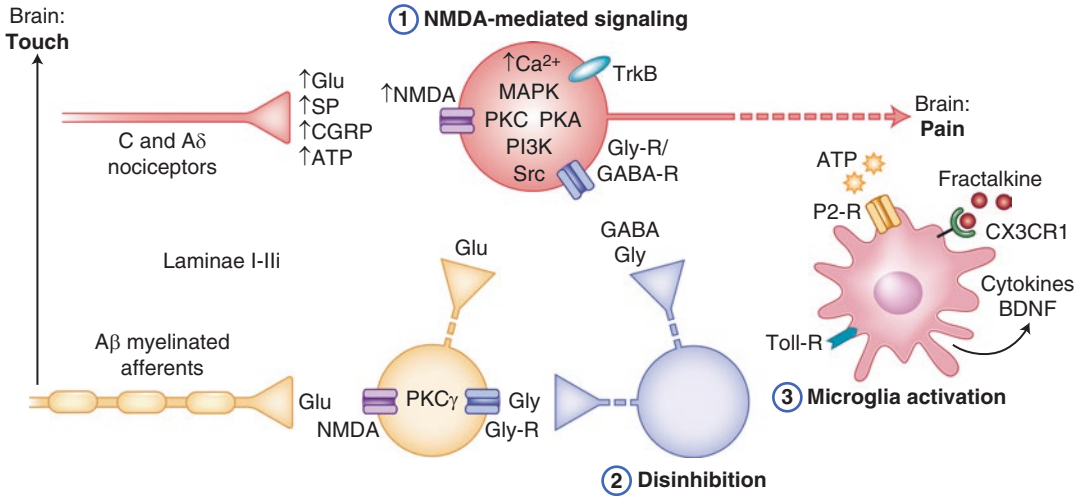 Brain:
Touch
① NMDA-mediated signaling
↑Glu
↑SP
↑CGRP
↑ATP
C and Aδ
nociceptors
↑NMDA
↑Ca²⁺
MAPK
PKC PKA
PI3K
Src
TrkB
Gly-R/
GABA-R
Brain:
Pain
ATP
P2-R
Fractalkine
CX3CR1
Cytokines
BDNF
Toll-R
③ Microglia activation
Laminae I-IIi
Glu
GABA
Gly
Aβ myelinated
afferents
Glu
NMDA
PKCγ
Gly
Gly-R
② Disinhibition